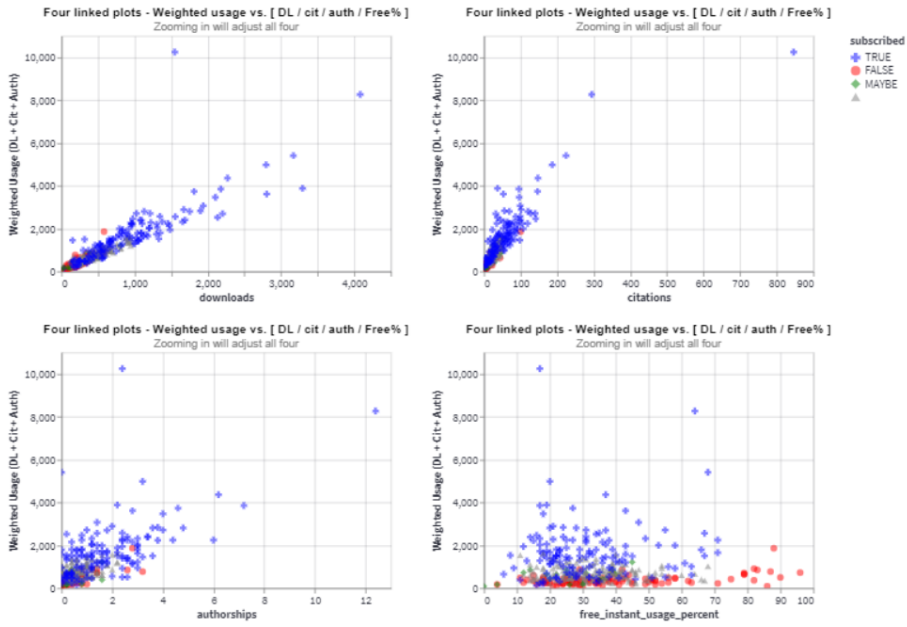 Four linked plots - Weighted usage vs. [ DL / cit / auth / Free% ]
Zooming in will adjust all four
10,000
8,000
6,000
4,000
2,000
0
Weighted Usage (DL + Cit + Auth)
0 1,000 2,000 3,000 4,000
downloads
Four linked plots - Weighted usage vs. [ DL / cit / auth / Free% ]
Zooming in will adjust all four
10,000
8,000
6,000
4,000
2,000
0
Weighted Usage (DL + Cit + Auth)
0 100 200 300 400 500 600 700 800 900
citations
subscribed
TRUE
FALSE
MAYBE
Four linked plots - Weighted usage vs. [ DL / cit / auth / Free% ]
Zooming in will adjust all four
10,000
8,000
6,000
4,000
2,000
0
Weighted Usage (DL + Cit + Auth)
0 2 4 6 8 10 12
authorships
Four linked plots - Weighted usage vs. [ DL / cit / auth / Free% ]
Zooming in will adjust all four
10,000
8,000
6,000
4,000
2,000
0
Weighted Usage (DL + Cit + Auth)
0 10 20 30 40 50 60 70 80 90 100
free_instant_usage_percent